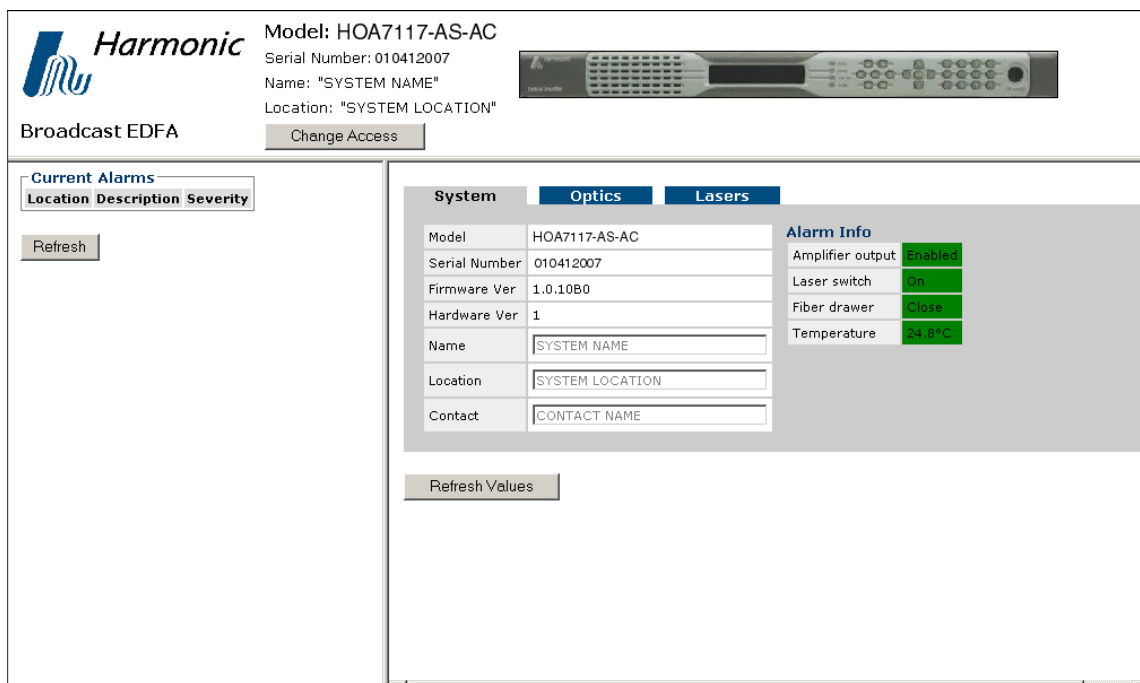 Harmonic
Broadcast EDFA
Model: HOA7117-AS-AC
Serial Number: 010412007
Name: "SYSTEM NAME"
Location: "SYSTEM LOCATION"
Change Access
Current Alarms
Location Description Severity
Refresh
System Optics Lasers
Model HOA7117-AS-AC
Serial Number 010412007
Firmware Ver 1.0.10B0
Hardware Ver 1
Name SYSTEM NAME
Location SYSTEM LOCATION
Contact CONTACT NAME
Alarm Info
Amplifier output Enabled
Laser switch On
Fiber drawer Close
Temperature 24.8°C
Refresh Values